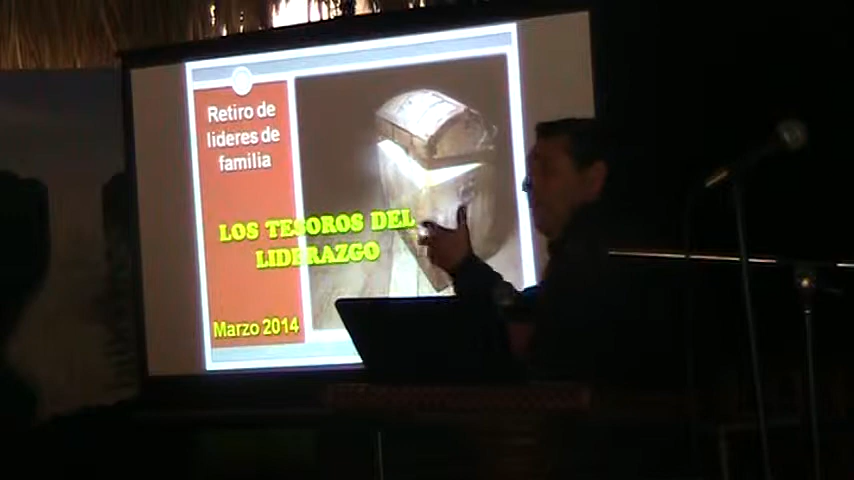 Retiro de
lideres de
familia
LOS TESOROS DEL
LIDERAZGO
Marzo 2014